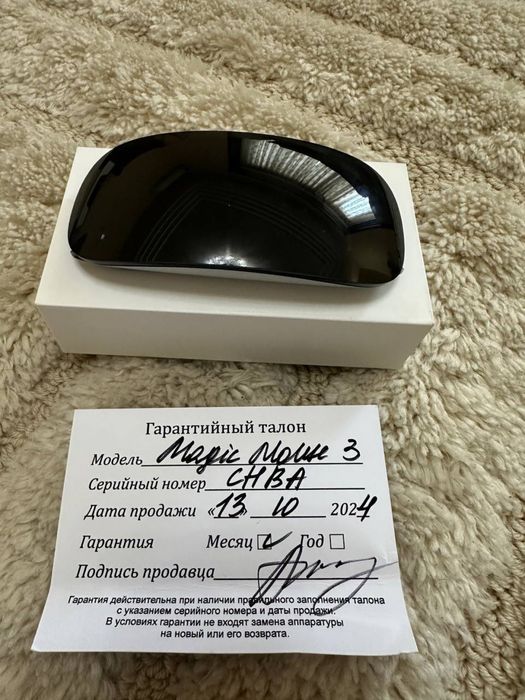 Гарантийный талон
Модель Magic Mouse 3
Серийный номер CHBA
Дата продажи «13» 10 2024
Гарантия Месяц Год
Подпись продавца
Гарантия действительна при наличии правильного заполнения талона
с указанием серийного номера и даты продажи.
В условиях гарантии не входят замена аппаратуры
на новый или его возврата.